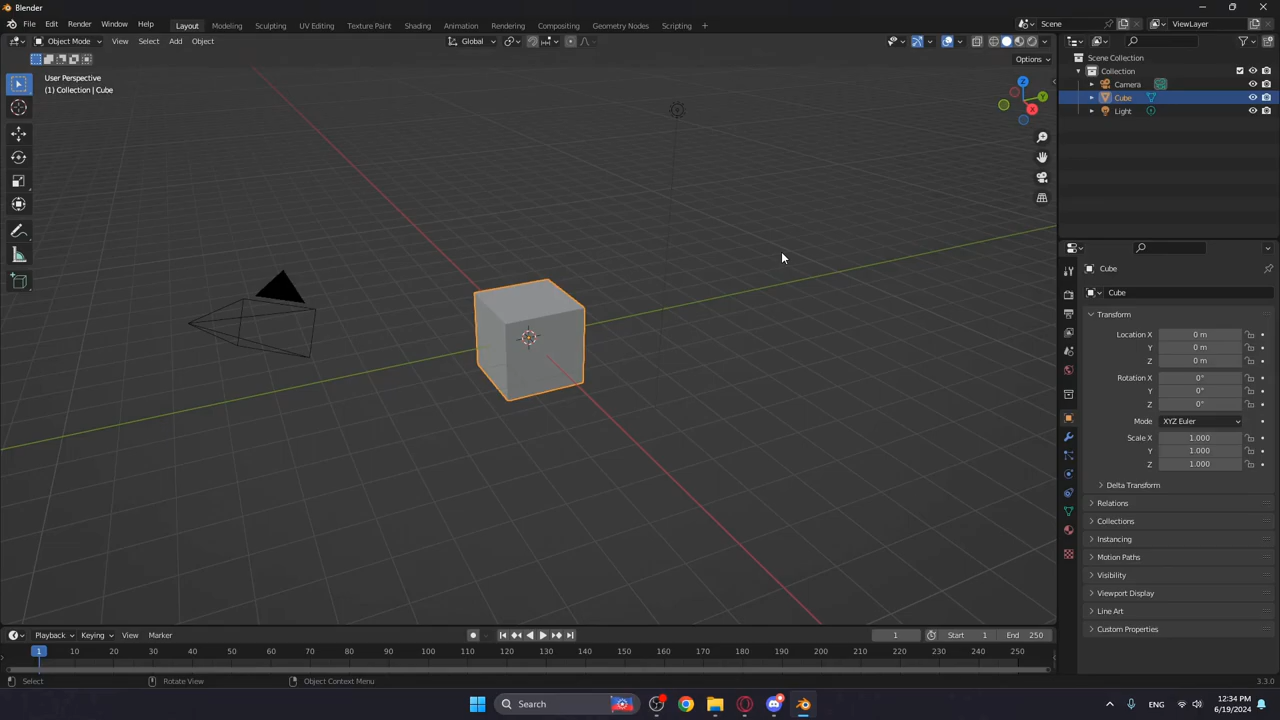 Blender
File Edit Render Window Help Layout Modeling Sculpting UV Editing Texture Paint Shading Animation Rendering Compositing Geometry Nodes Scripting + Scene ViewLayer
Object Mode View Select Add Object Global
Options
User Perspective
(1) Collection | Cube
Z
Y
X
Scene Collection
Collection
Camera
Cube
Light
Cube
Cube
Transform
Location X 0 m
Y 0 m
Z 0 m
Rotation X 0°
Y 0°
Z 0°
Mode XYZ Euler
Scale X 1.000
Y 1.000
Z 1.000
Delta Transform
Relations
Collections
Instancing
Motion Paths
Visibility
Viewport Display
Line Art
Custom Properties
Playback Keying View Marker 1 Start 1 End 250
1 10 20 30 40 50 60 70 80 90 100 110 120 130 140 150 160 170 180 190 200 210 220 230 240 250
Select Rotate View Object Context Menu 3.3.0
Search ENG 12:34 PM
6/19/2024